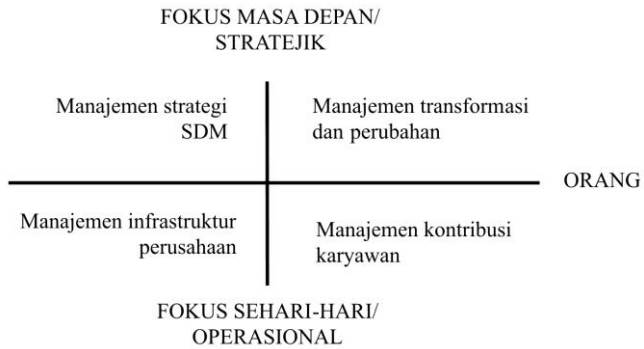 FOKUS MASA DEPAN/
STRATEJIK
Manajemen strategi
SDM
Manajemen transformasi
dan perubahan
ORANG
Manajemen infrastruktur
perusahaan
Manajemen kontribusi
karyawan
FOKUS SEHARI-HARI/
OPERASIONAL